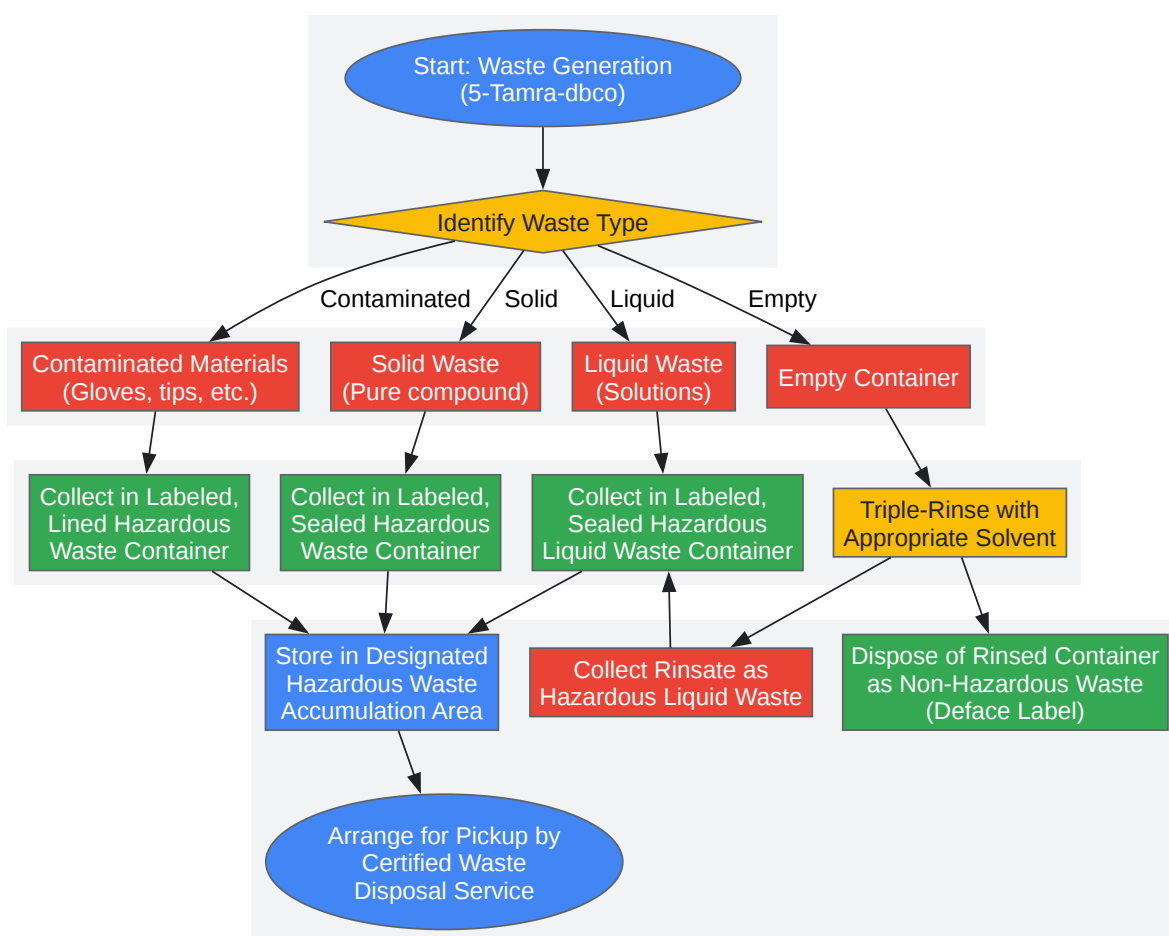 Start: Waste Generation
(5-Tamra-dbco)
Identify Waste Type
Contaminated
Solid
Liquid
Empty
Contaminated Materials
(Gloves, tips, etc.)
Solid Waste
(Pure compound)
Liquid Waste
(Solutions)
Empty Container
Collect in Labeled,
Lined Hazardous
Waste Container
Collect in Labeled,
Sealed Hazardous
Waste Container
Collect in Labeled,
Sealed Hazardous
Liquid Waste Container
Triple-Rinse with
Appropriate Solvent
Store in Designated
Hazardous Waste
Accumulation Area
Collect Rinsate as
Hazardous Liquid Waste
Dispose of Rinsed Container
as Non-Hazardous Waste
(Deface Label)
Arrange for Pickup by
Certified Waste
Disposal Service